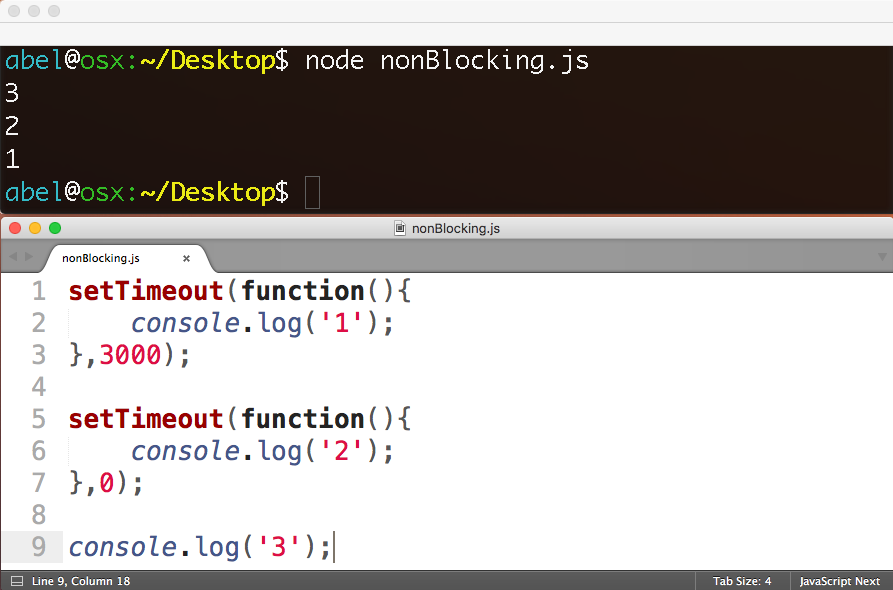 abel@osx:~/Desktop$ node nonBlocking.js
3
2
1
abel@osx:~/Desktop$
nonBlocking.js
nonBlocking.js ×
1 setTimeout(function(){
2     console.log('1');
3 },3000);
4
5 setTimeout(function(){
6     console.log('2');
7 },0);
8
9 console.log('3');
Line 9, Column 18 Tab Size: 4 JavaScript Next